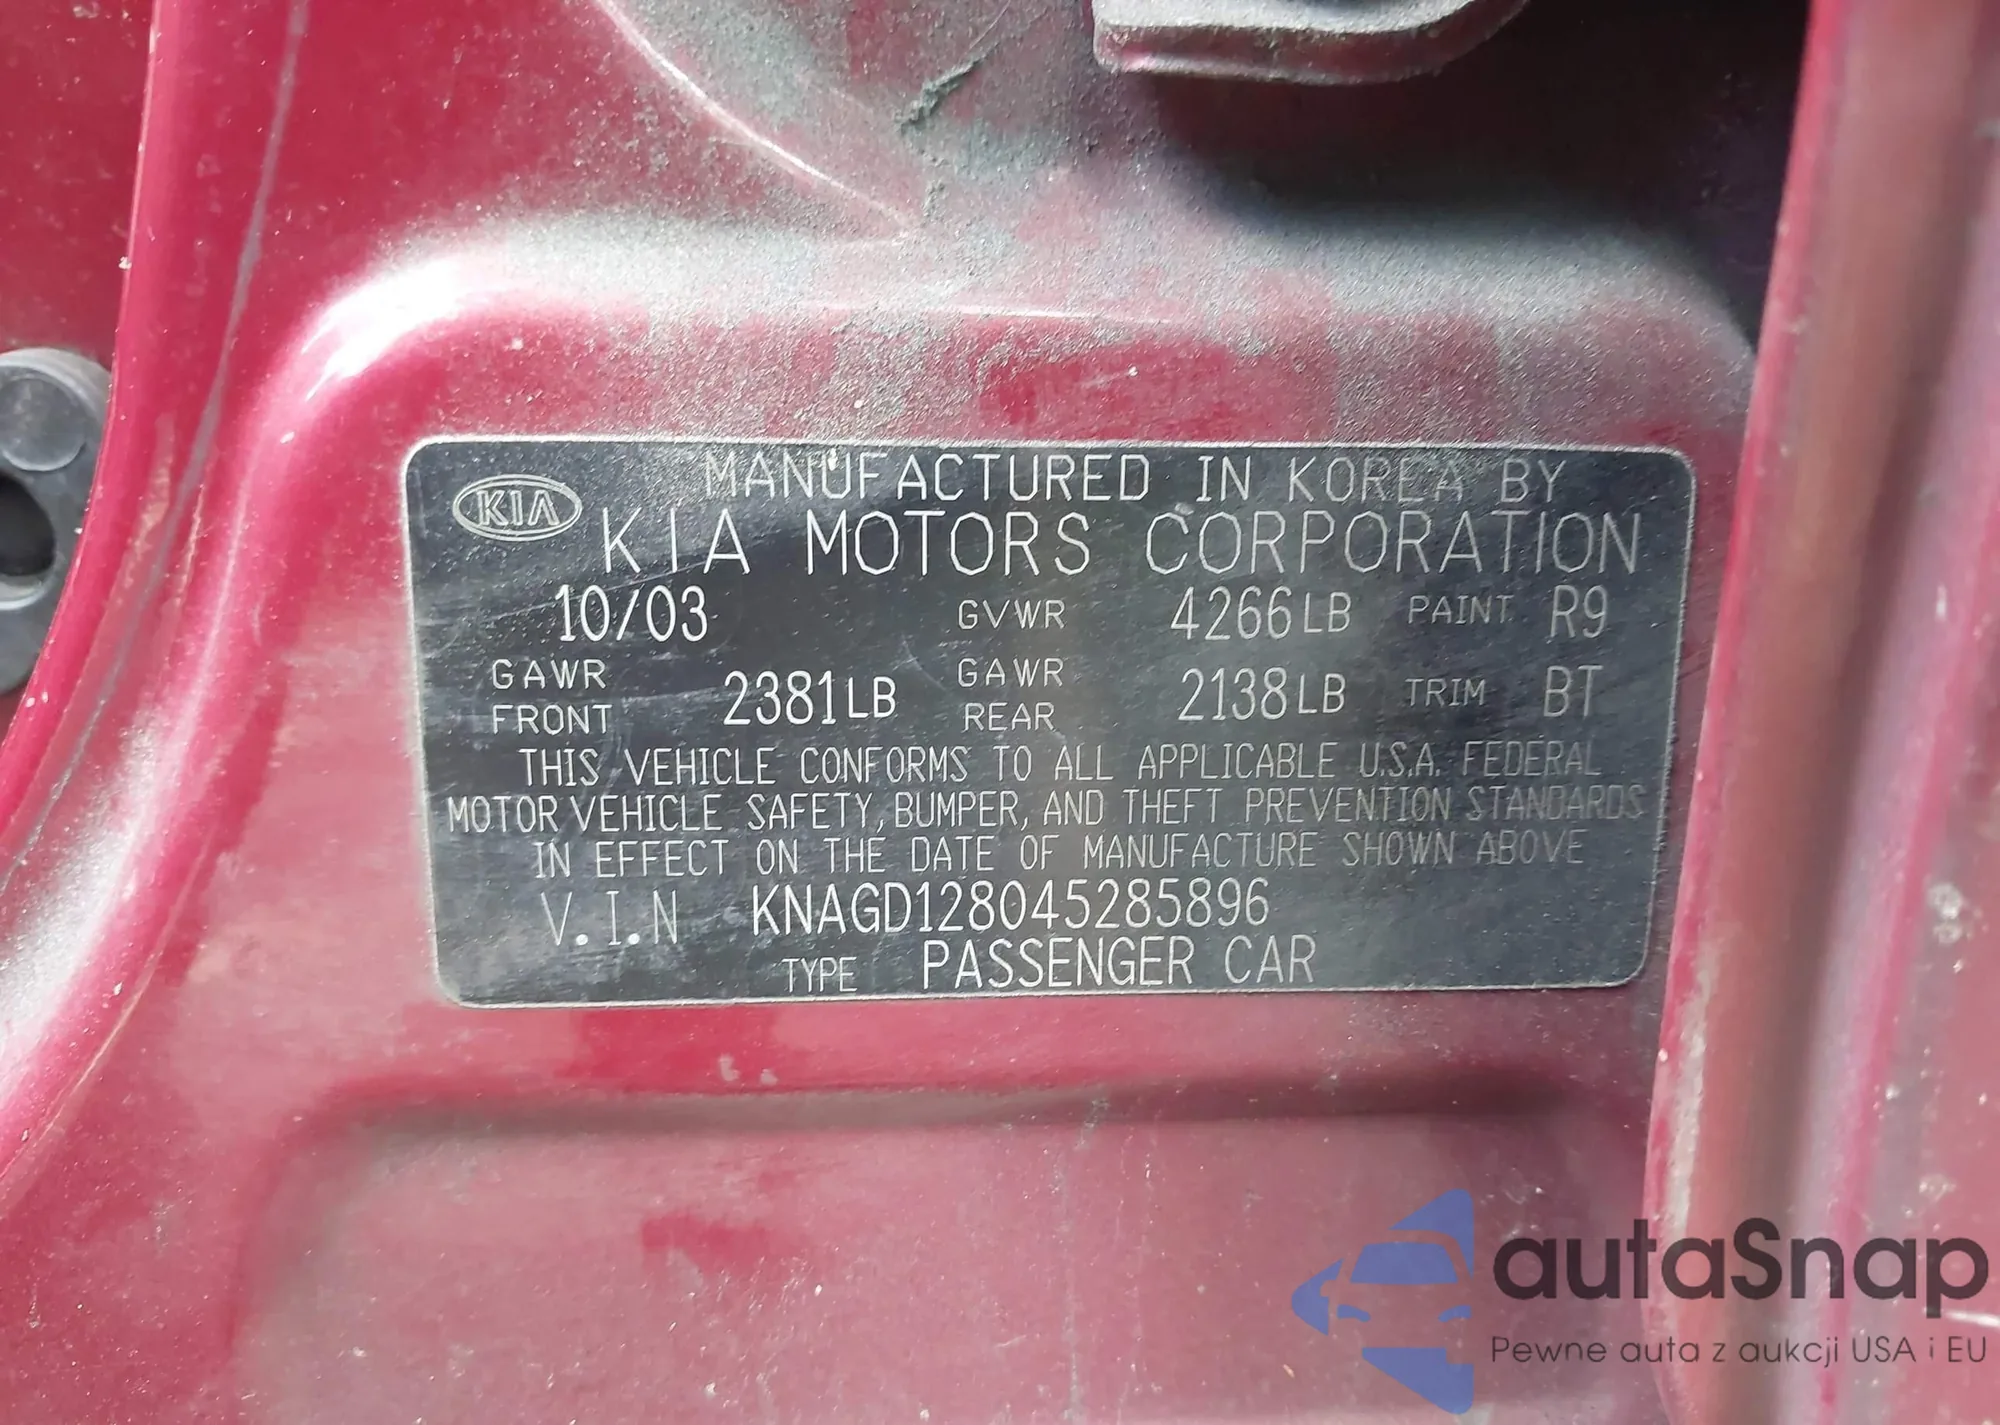 KIA
MANUFACTURED IN KOREA BY
KIA MOTORS CORPORATION
10/03 GVWR 4266LB PAINT R9
GAWR FRONT 2381LB GAWR REAR 2138LB TRIM BT
THIS VEHICLE CONFORMS TO ALL APPLICABLE U.S.A. FEDERAL
MOTOR VEHICLE SAFETY, BUMPER, AND THEFT PREVENTION STANDARDS
IN EFFECT ON THE DATE OF MANUFACTURE SHOWN ABOVE
V.I.N KNAGD128045285896
TYPE PASSENGER CAR
autaSnap
Pewne auta z aukcji USA i EU